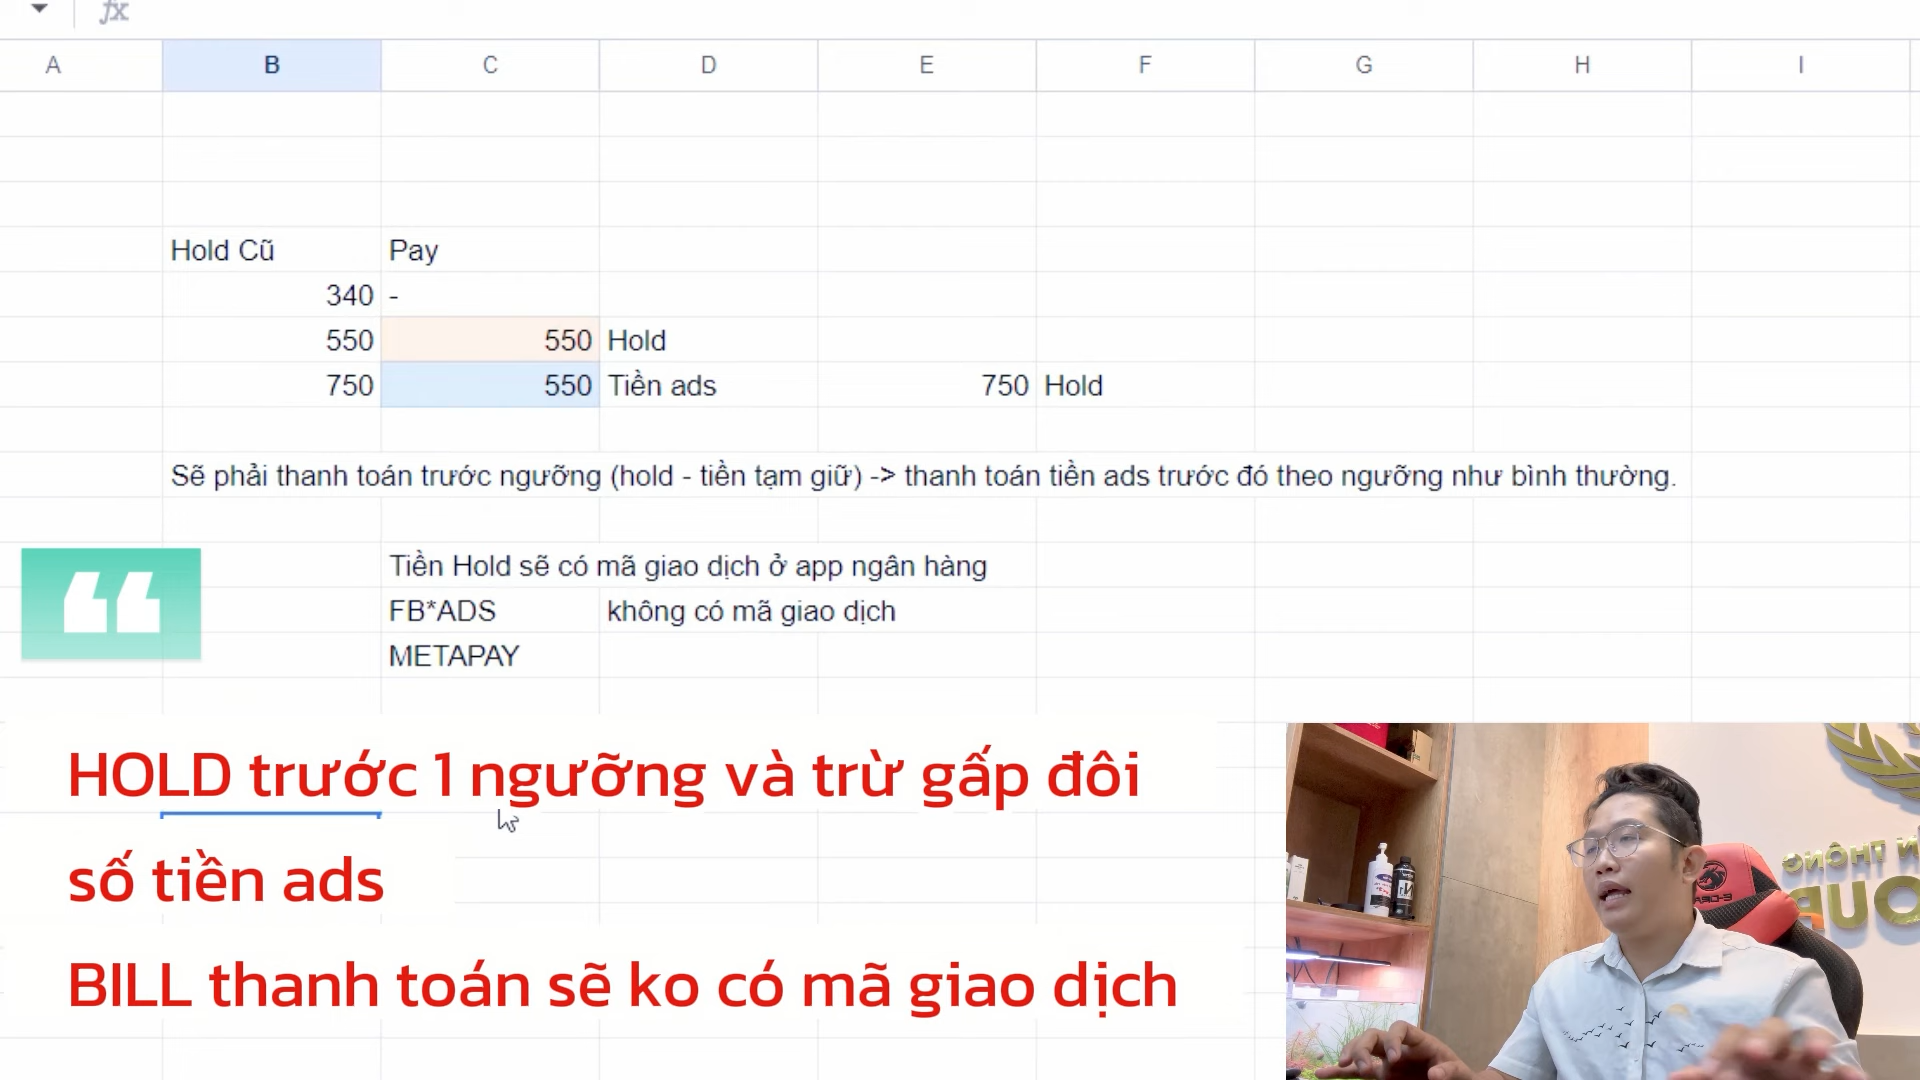 fx
A B C D E F G H I
Hold Cũ Pay
340 -
550 550 Hold
750 550 Tiền ads 750 Hold
Sẽ phải thanh toán trước ngưỡng (hold - tiền tạm giữ) -> thanh toán tiền ads trước đó theo ngưỡng như bình thường.
Tiền Hold sẽ có mã giao dịch ở app ngân hàng
FB*ADS không có mã giao dịch
METAPAY
HOLD trước 1 ngưỡng và trừ gấp đôi
số tiền ads
BILL thanh toán sẽ ko có mã giao dịch